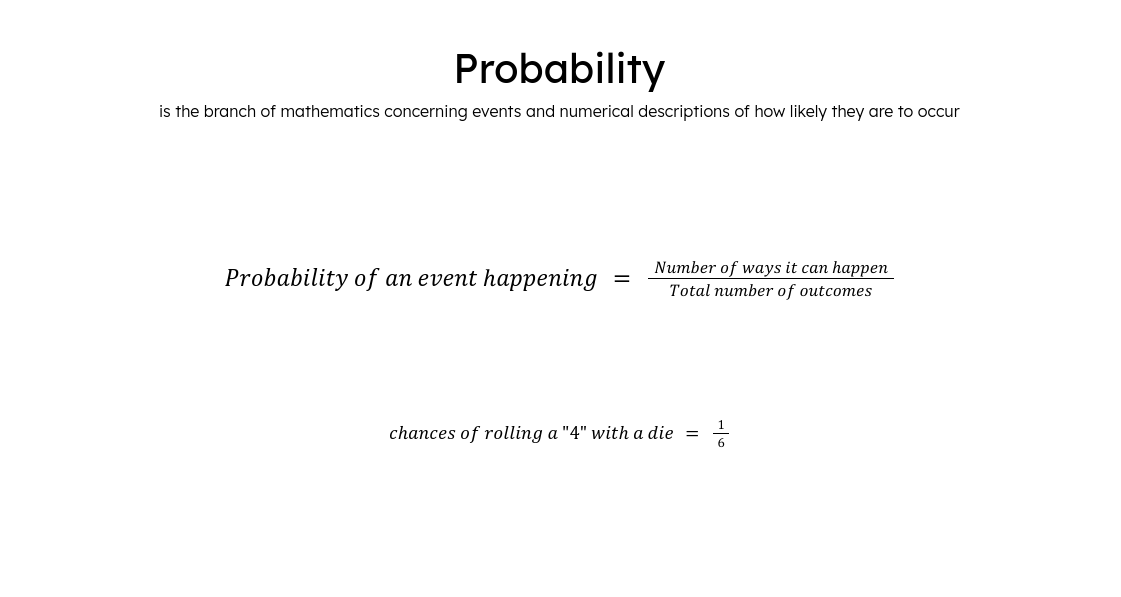 Probability
is the branch of mathematics concerning events and numerical descriptions of how likely they are to occur
Probability of an event happening = Number of ways it can happen / Total number of outcomes
chances of rolling a "4" with a die = 1/6